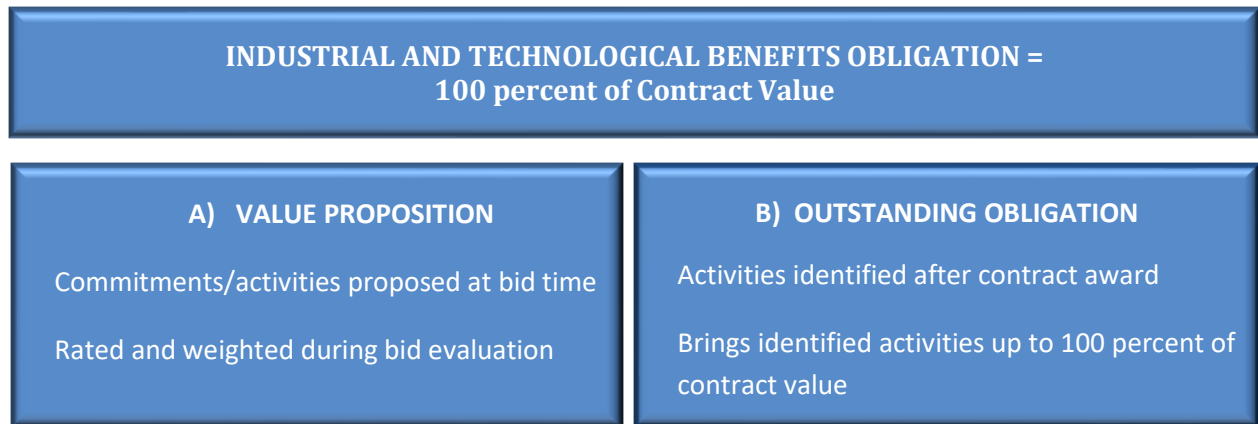 INDUSTRIAL AND TECHNOLOGICAL BENEFITS OBLIGATION =
100 percent of Contract Value
A) VALUE PROPOSITION
Commitments/activities proposed at bid time
Rated and weighted during bid evaluation
B) OUTSTANDING OBLIGATION
Activities identified after contract award
Brings identified activities up to 100 percent of
contract value